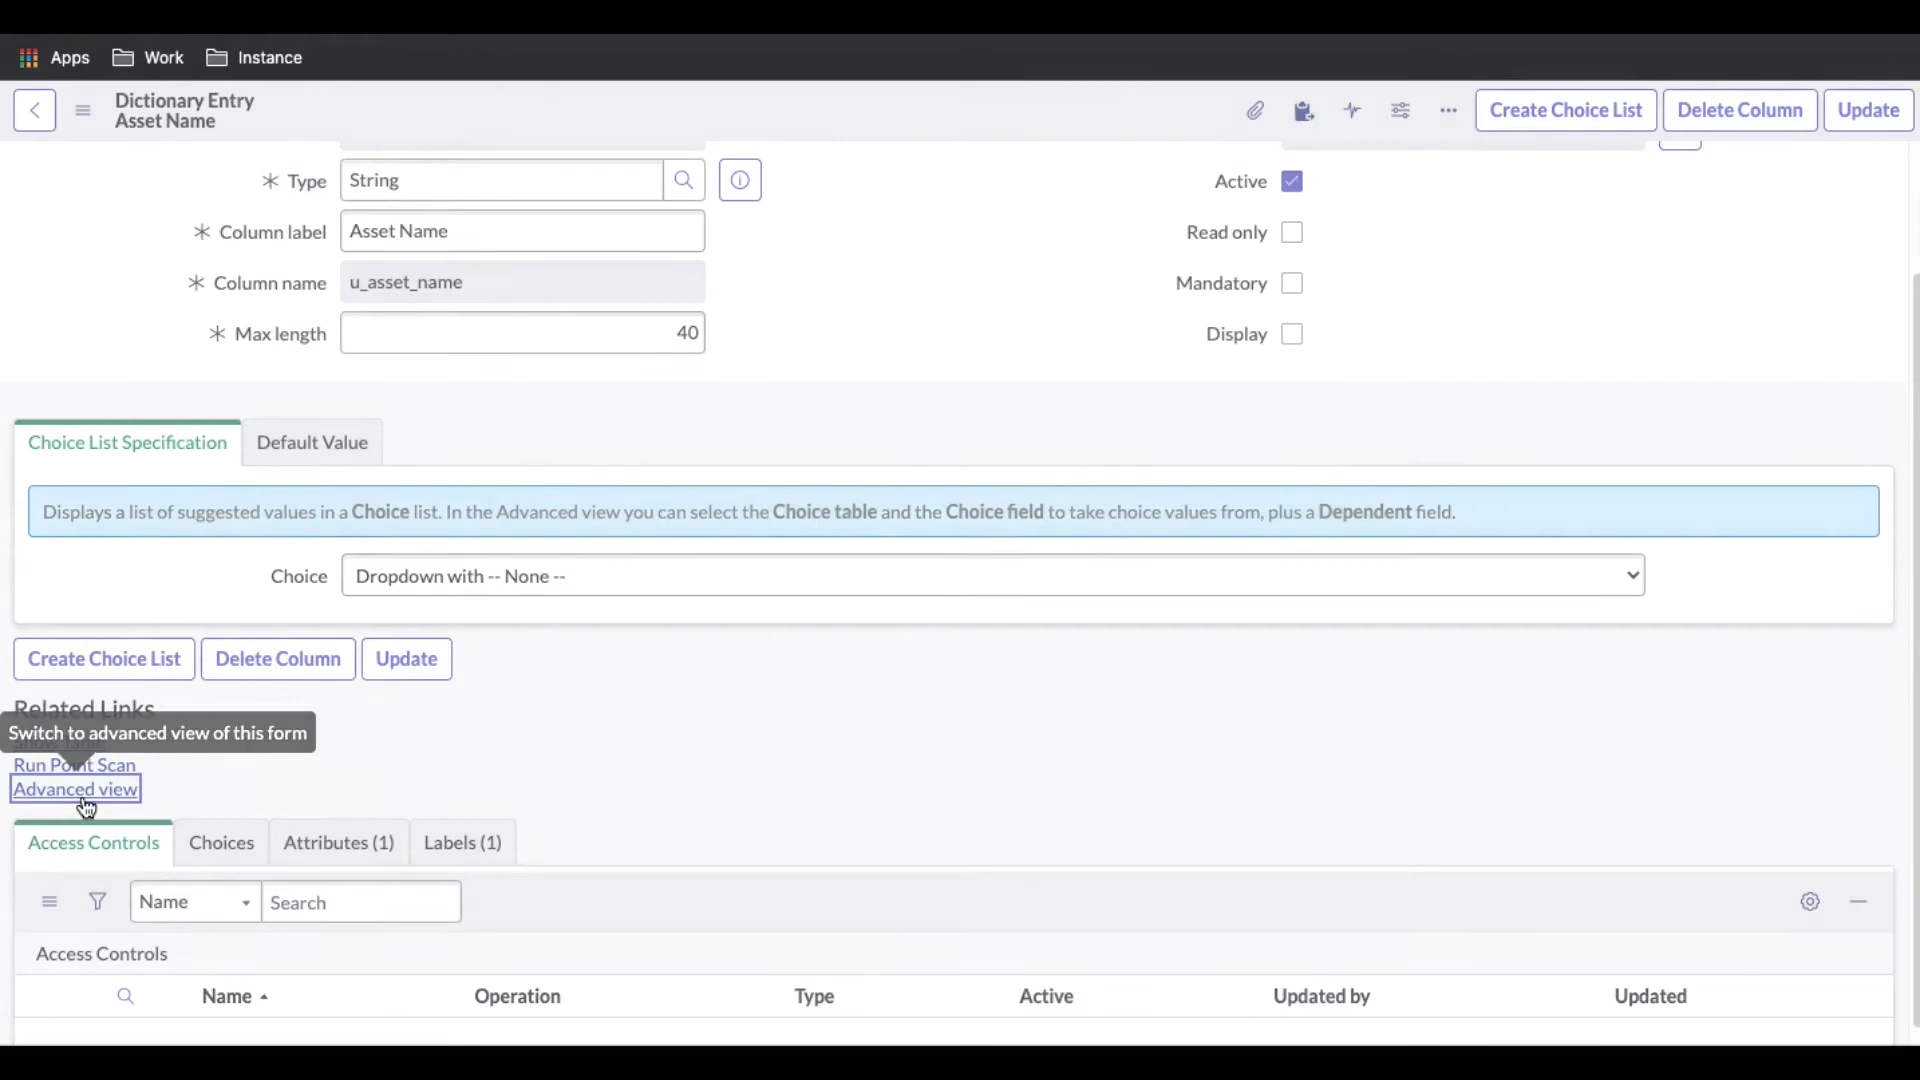 Apps Work Instance
Dictionary Entry
Asset Name
Create Choice List Delete Column Update
Type String Active
Column label Asset Name Read only
Column name u_asset_name Mandatory
Max length 40 Display
Choice List Specification Default Value
Displays a list of suggested values in a Choice list. In the Advanced view you can select the Choice table and the Choice field to take choice values from, plus a Dependent field.
Choice Dropdown with -- None --
Create Choice List Delete Column Update
Related Links
Switch to advanced view of this form
Run Point Scan
Advanced view
Access Controls Choices Attributes (1) Labels (1)
Name Search
Access Controls
Name Operation Type Active Updated by Updated